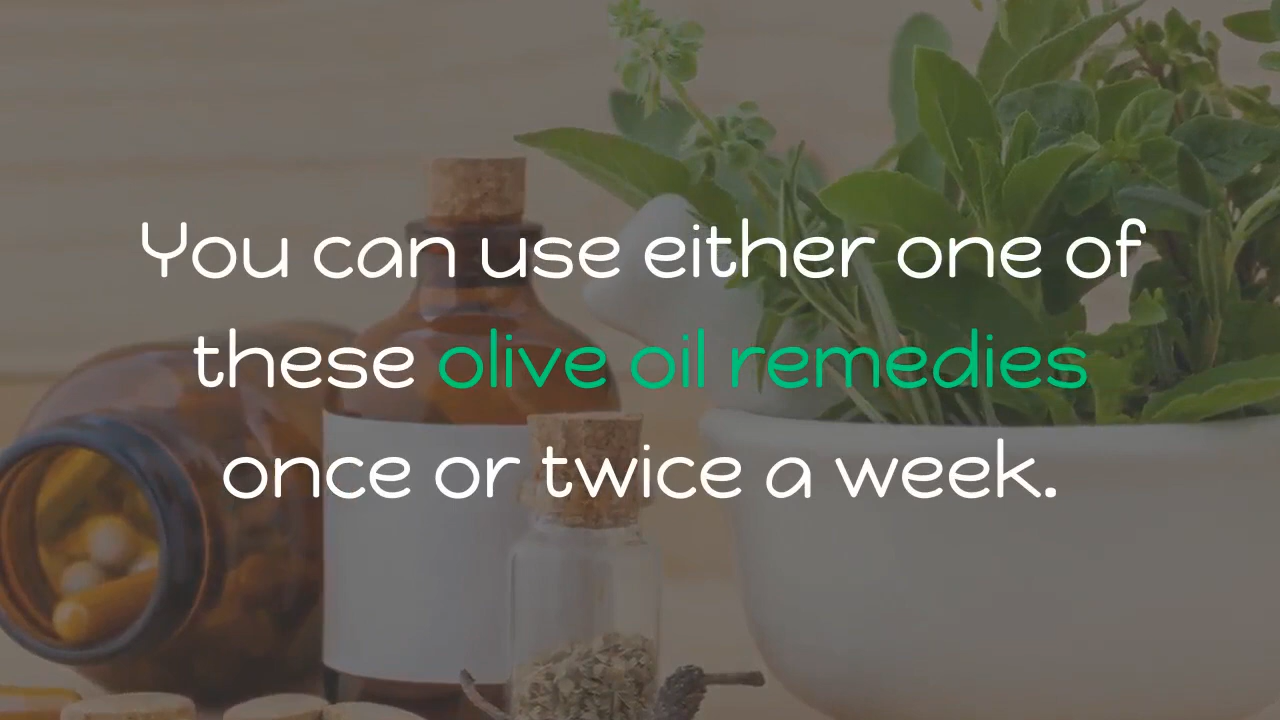 You can use either one of
these olive oil remedies
once or twice a week.